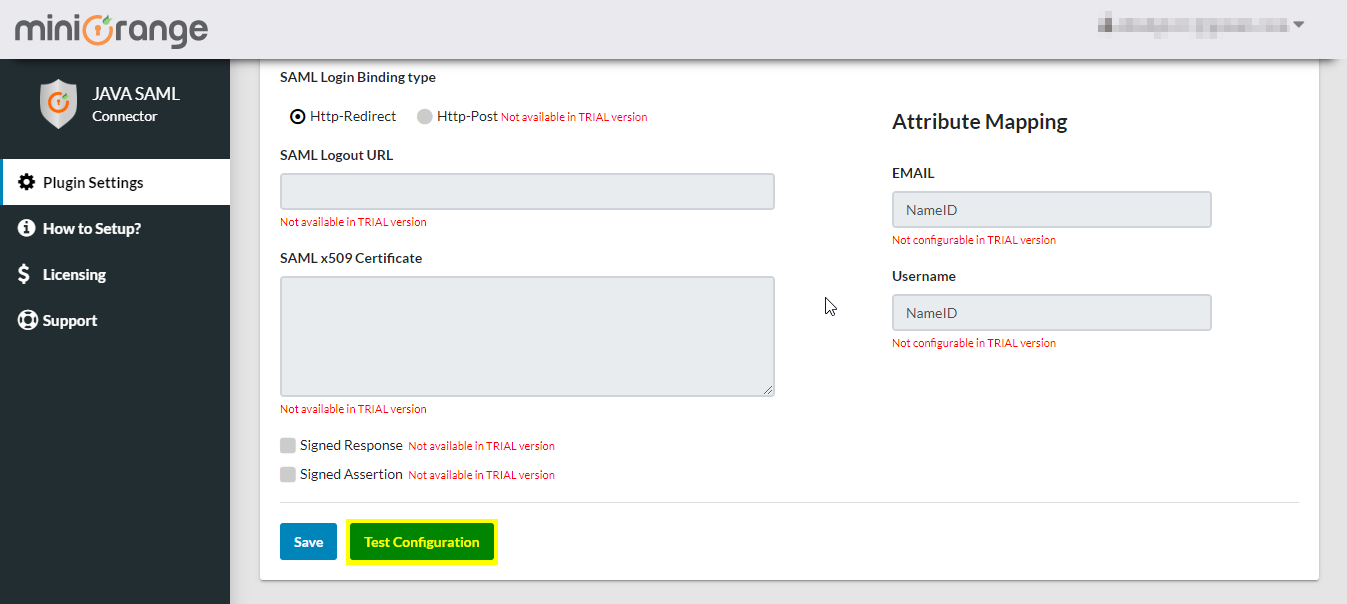 miniOrange
JAVA SAML
Connector
Plugin Settings
How to Setup?
Licensing
Support
SAML Login Binding type
Http-Redirect Http-Post Not available in TRIAL version
SAML Logout URL
Not available in TRIAL version
SAML x509 Certificate
Not available in TRIAL version
Signed Response Not available in TRIAL version
Signed Assertion Not available in TRIAL version
Save Test Configuration
Attribute Mapping
EMAIL
NameID
Not configurable in TRIAL version
Username
NameID
Not configurable in TRIAL version